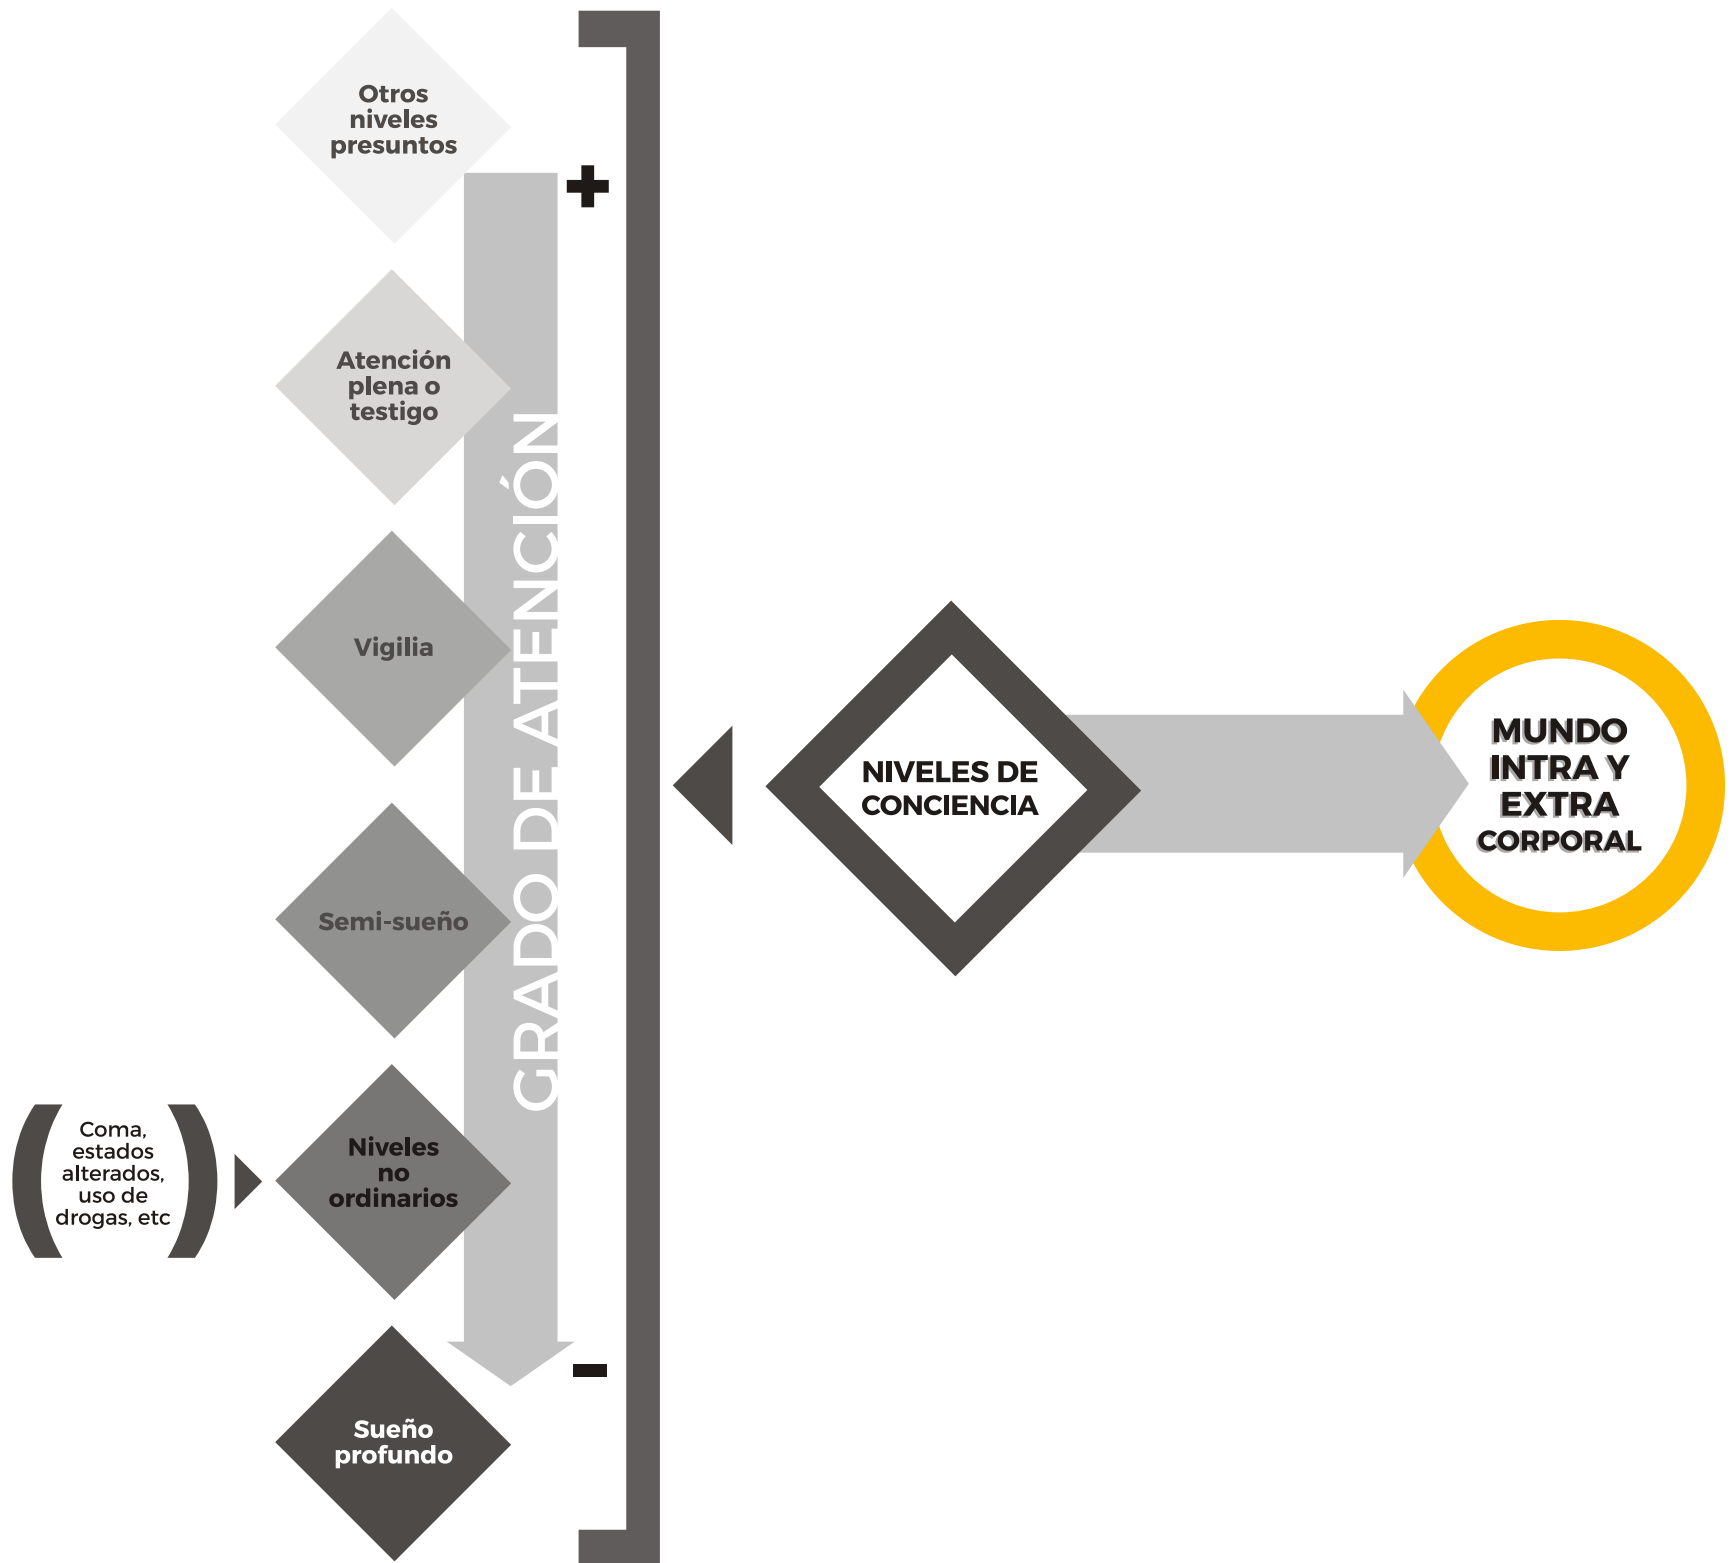 Otros
niveles
presuntos
+
Atención
plena o
testigo
Vigilia
Semi-sueño
Coma,
estados
alterados,
uso de
drogas, etc
Niveles
no
ordinarios
Sueño
profundo
GRADO DE ATENCIÓN
-
NIVELES DE
CONCIENCIA
MUNDO
INTRA Y
EXTRA
CORPORAL